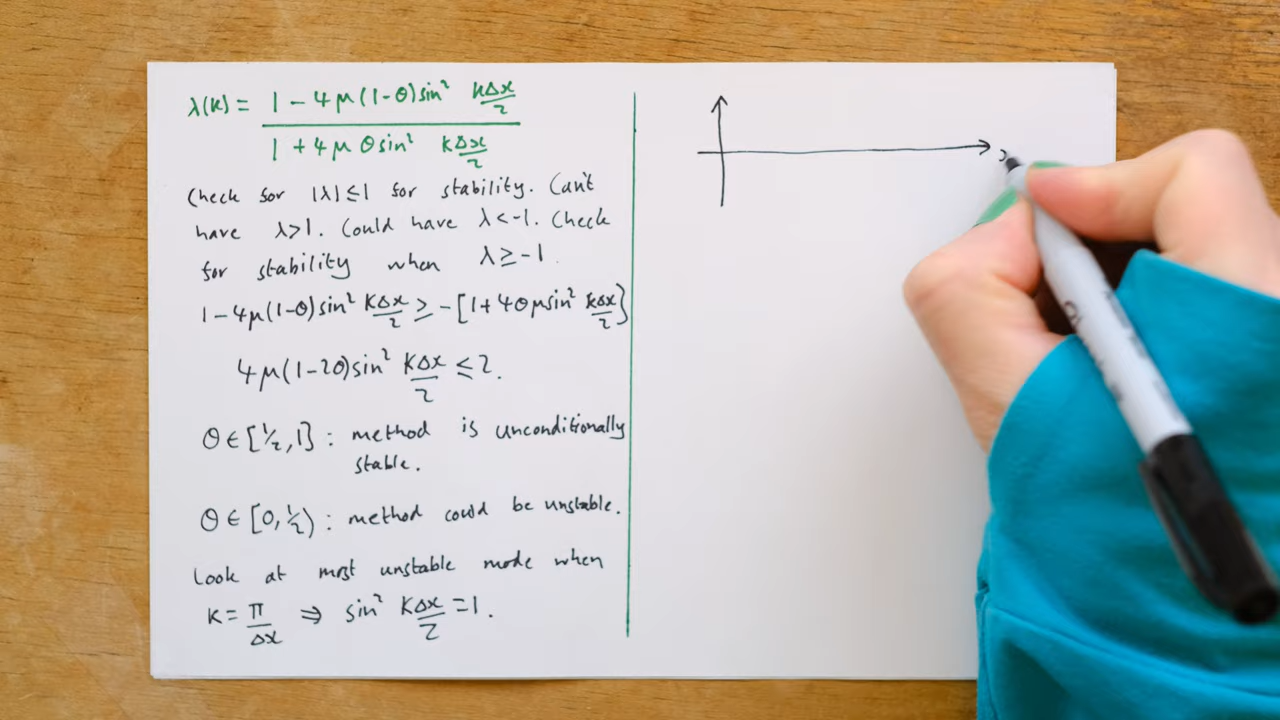 λ(k) = (1 - 4μ(1-θ)sin² kΔx/2) / (1 + 4μθsin² kΔx/2)
Check for |λ| ≤ 1 for stability. Can't
have λ>1. Could have λ<-1. Check
for stability when λ ≥ -1.
1-4μ(1-θ)sin² kΔx/2 ≥ -[1+4θμsin² kΔx/2]
4μ(1-2θ)sin² kΔx/2 ≤ 2.
θ ∈ [1/2, 1] : method is unconditionally
stable.
θ ∈ [0, 1/2) : method could be unstable.
Look at most unstable mode when
k = π/Δx ⇒ sin² kΔx/2 = 1.